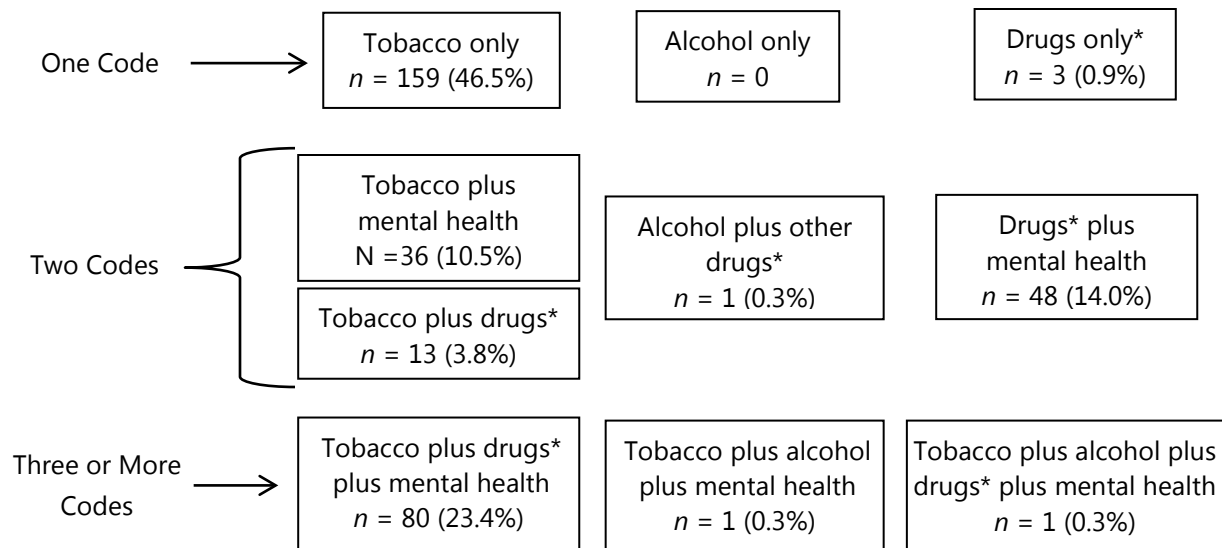 One Code
Tobacco only
n = 159 (46.5%)
Alcohol only
n = 0
Drugs only*
n = 3 (0.9%)
Two Codes
Tobacco plus
mental health
N =36 (10.5%)
Tobacco plus drugs*
n = 13 (3.8%)
Alcohol plus other
drugs*
n = 1 (0.3%)
Drugs* plus
mental health
n = 48 (14.0%)
Three or More
Codes
Tobacco plus drugs*
plus mental health
n = 80 (23.4%)
Tobacco plus alcohol
plus mental health
n = 1 (0.3%)
Tobacco plus alcohol plus
drugs* plus mental health
n = 1 (0.3%)